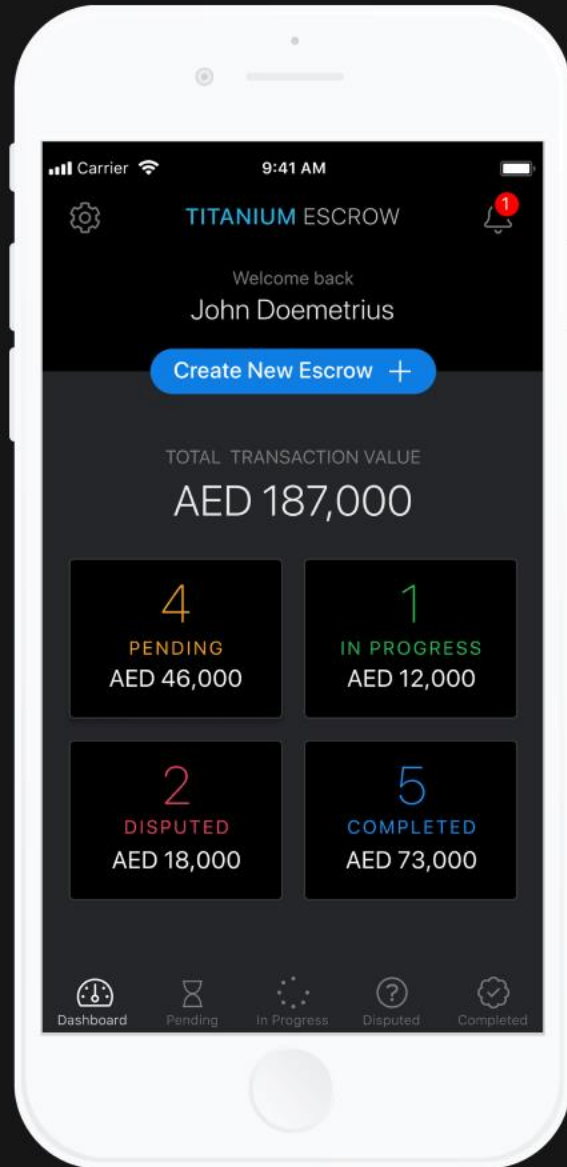 Carrier 9:41 AM
TITANIUM ESCROW 1
Welcome back
John Doemetrius
Create New Escrow +
TOTAL TRANSACTION VALUE
AED 187,000
4 1
PENDING IN PROGRESS
AED 46,000 AED 12,000
2 5
DISPUTED COMPLETED
AED 18,000 AED 73,000
Dashboard Pending In Progress Disputed Completed